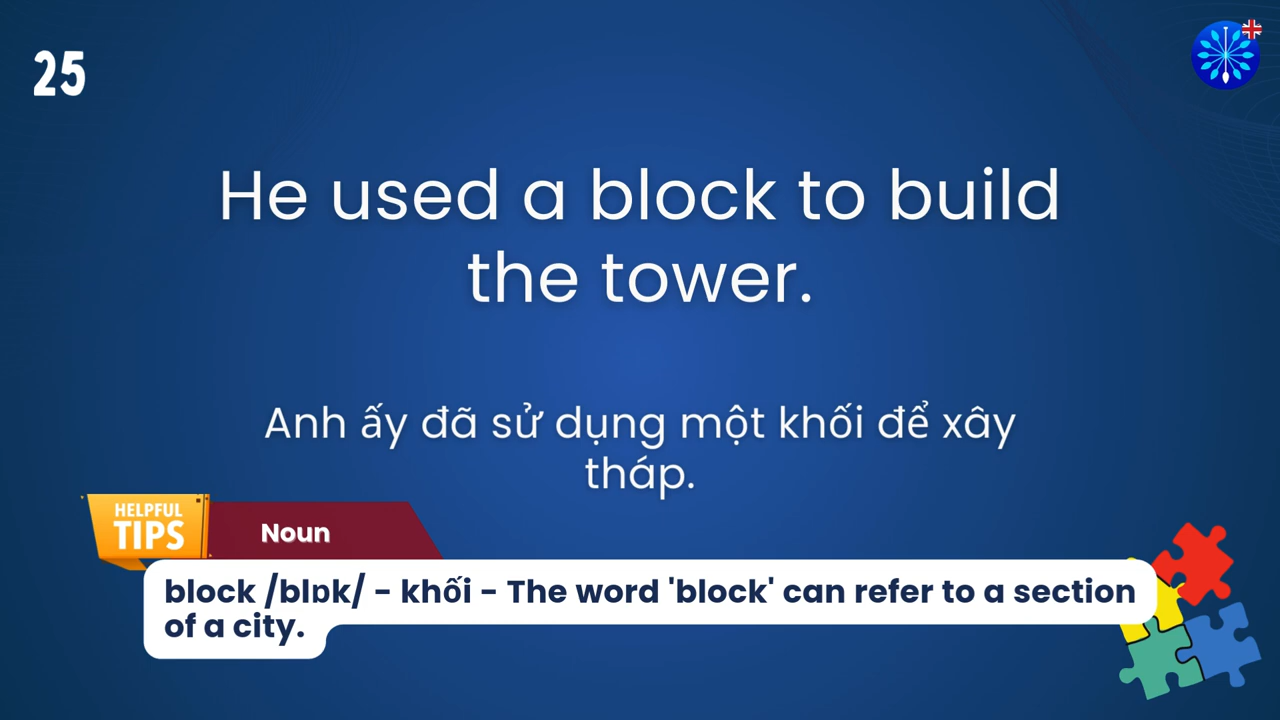 25
He used a block to build
the tower.
Anh ấy đã sử dụng một khối để xây
tháp.
HELPFUL
TIPS
Noun
block /blɒk/ - khối - The word 'block' can refer to a section
of a city.